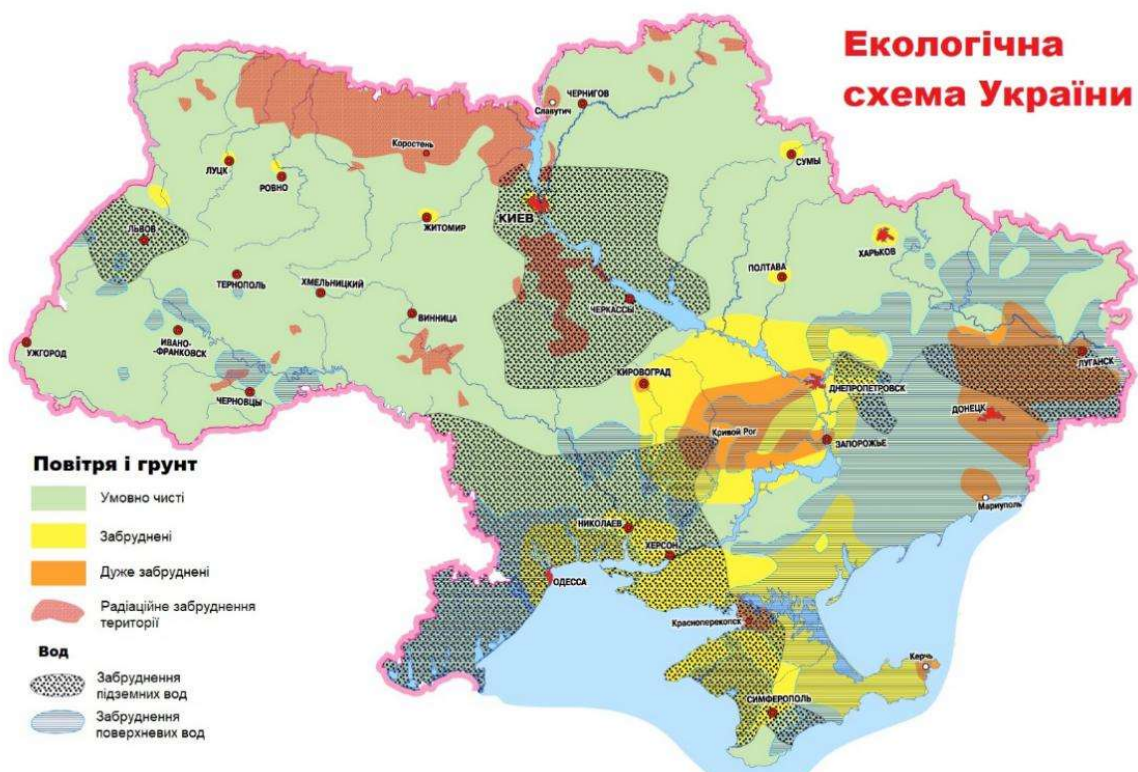 Екологічна
схема України
Славутич
ЧЕРНИГОВ
Коростень
ЛУЦК
РОВНО
СУМЫ
КИЕВ
ЖИТОМИР
ЛЬВОВ
ХАРЬКОВ
ПОЛТАВА
ТЕРНОПОЛЬ
ХМЕЛЬНИЦКИЙ
ЧЕРКАССЫ
ВИННИЦА
ИВАНО-
-ФРАНКОВСК
УЖГОРОД
ЛУГАНСК
КИРОВОГРАД
ДНЕПРОПЕТРОВСК
ЧЕРНОВЦЫ
ДОНЕЦК
Кривой Рог
ЗАПОРОЖЬЕ
Мариуполь
НИКОЛАЕВ
ХЕРСОН
ОДЕССА
Красноперекопск
Керчь
СИМФЕРОПОЛЬ
Повітря і грунт
Умовно чисті
Забруднені
Дуже забруднені
Радіаційне забруднення
території
Вод
Забруднення
підземних вод
Забруднення
поверхневих вод